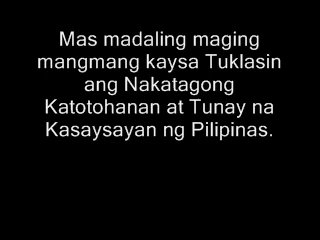 Mas madaling maging
mangmang kaysa Tuklasin
ang Nakatagong
Katotohanan at Tunay na
Kasaysayan ng Pilipinas.